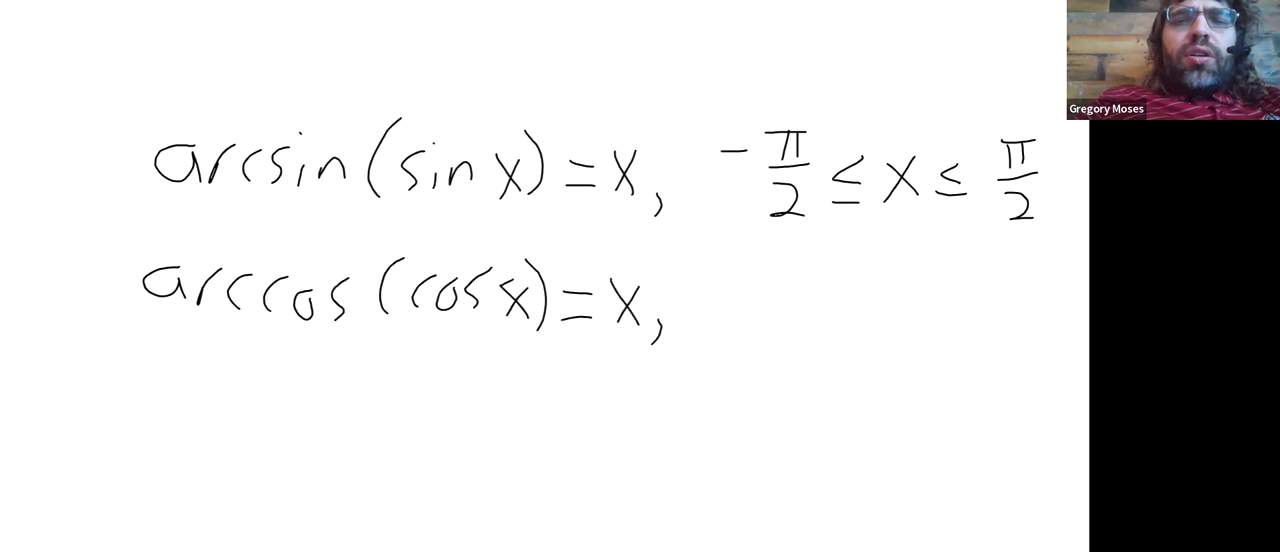 Gregory Moses
arcsin(sin x) = x, -π/2 ≤ x ≤ π/2
arccos(cos x) = x,